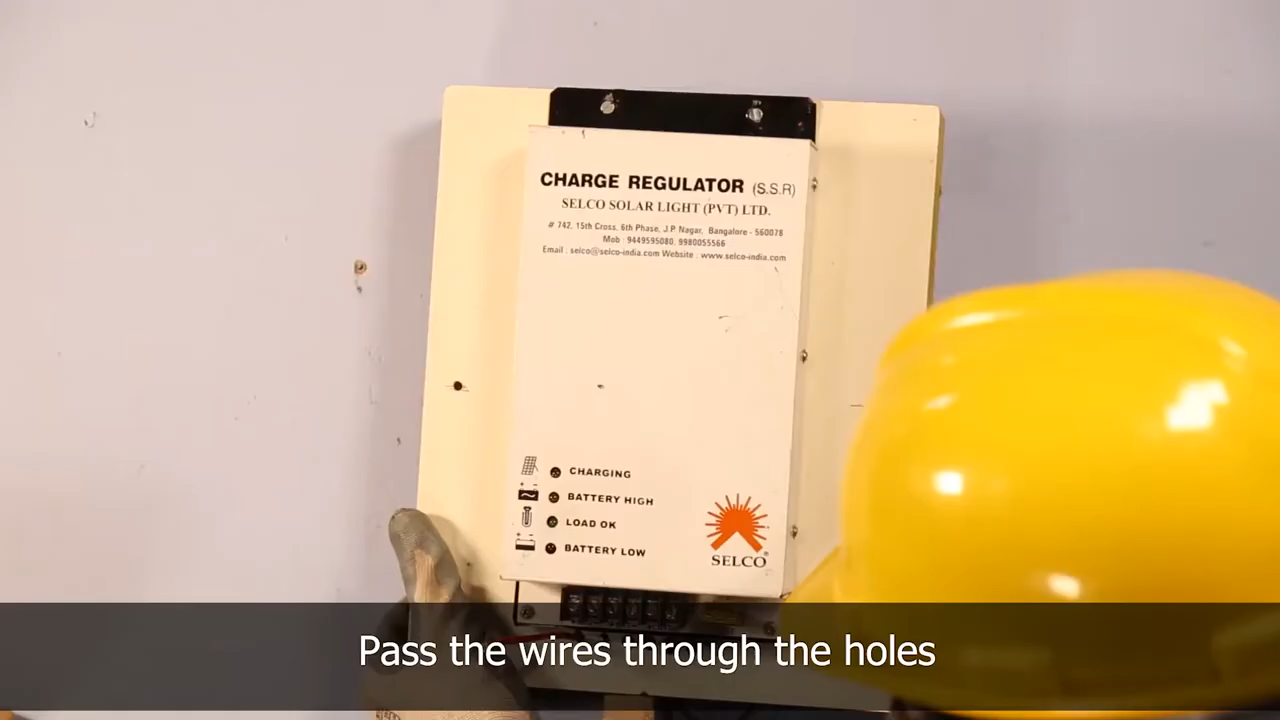 CHARGE REGULATOR (S.S.R)
SELCO SOLAR LIGHT (PVT) LTD.
# 742, 15th Cross, 6th Phase, J.P. Nagar, Bangalore - 560078
Mob : 9449595080, 9980055566
Email : selco@selco-india.com Website : www.selco-india.com
CHARGING
BATTERY HIGH
LOAD OK
BATTERY LOW
SELCO
Pass the wires through the holes